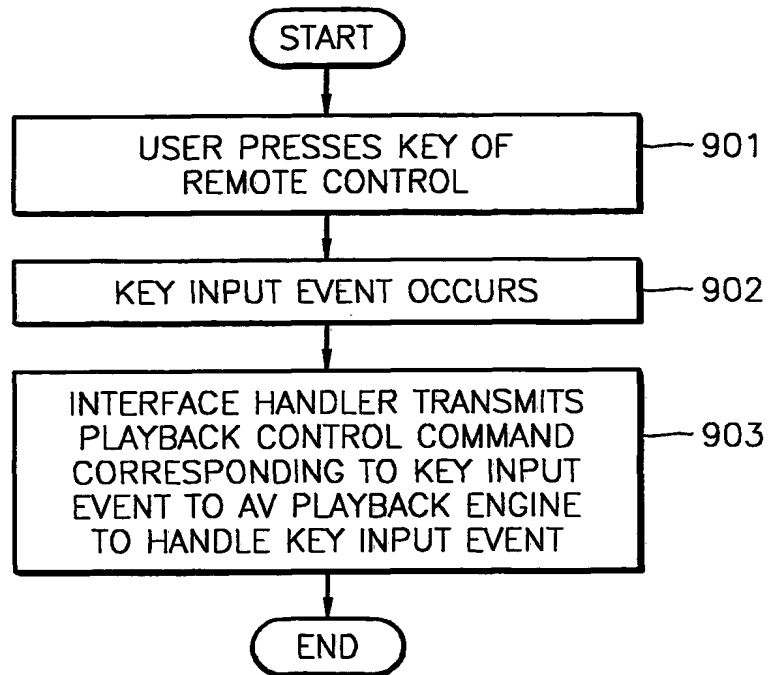 START
USER PRESSES KEY OF
REMOTE CONTROL
901
KEY INPUT EVENT OCCURS
902
INTERFACE HANDLER TRANSMITS
PLAYBACK CONTROL COMMAND
CORRESPONDING TO KEY INPUT
EVENT TO AV PLAYBACK ENGINE
TO HANDLE KEY INPUT EVENT
903
END